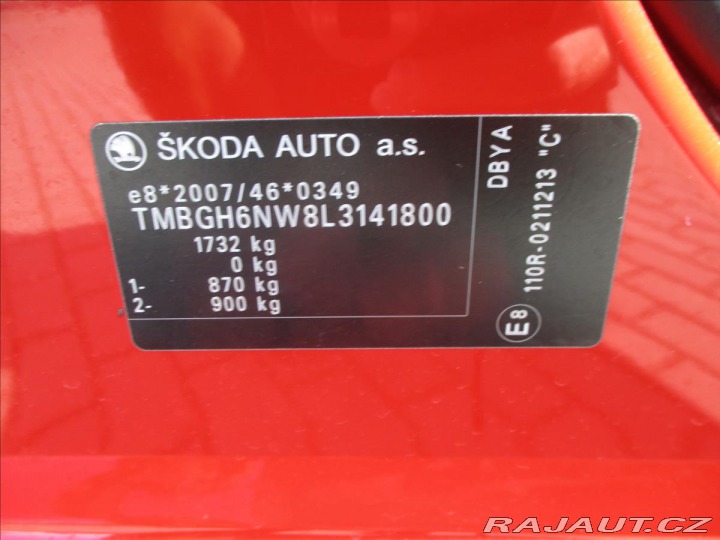 ŠKODA AUTO a.s.
e8*2007/46*0349
TMBGH6NW8L3141800
1732 kg
0 kg
1- 870 kg
2- 900 kg
DBYA
E8 110R-0211213 "C"
RAJAUT.CZ